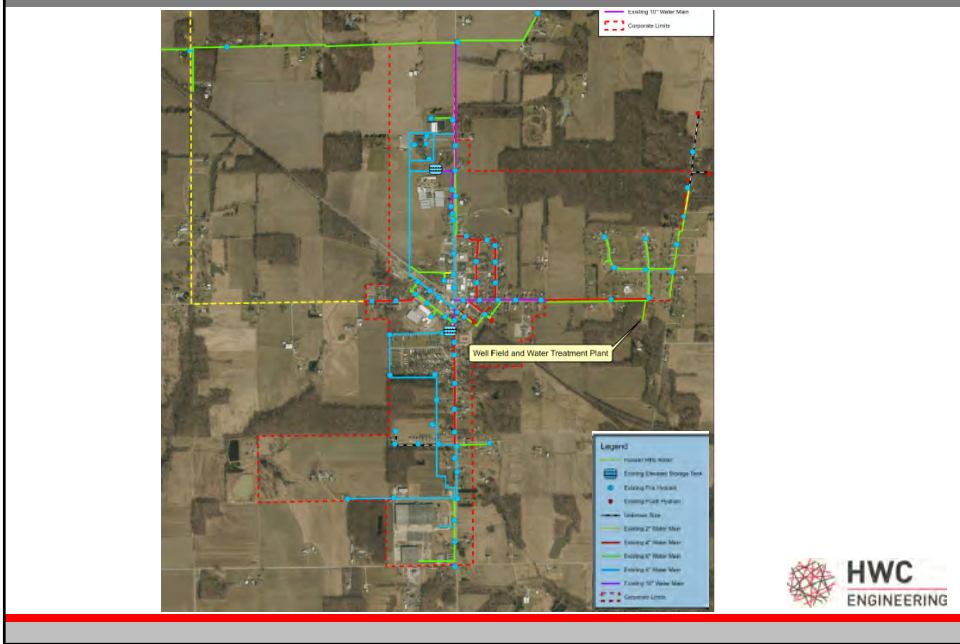 Existing 10" Water Main
Corporate Limits
Well Field and Water Treatment Plant
Legend
Water
Existing Elevated Storage Tank
Existing Fire Hydrant
Existing Flush Hydrant
Unknown Size
Existing 2" Water Main
Existing 4" Water Main
Existing 6" Water Main
Existing 8" Water Main
Existing 10" Water Main
Corporate Limits
HWC
ENGINEERING